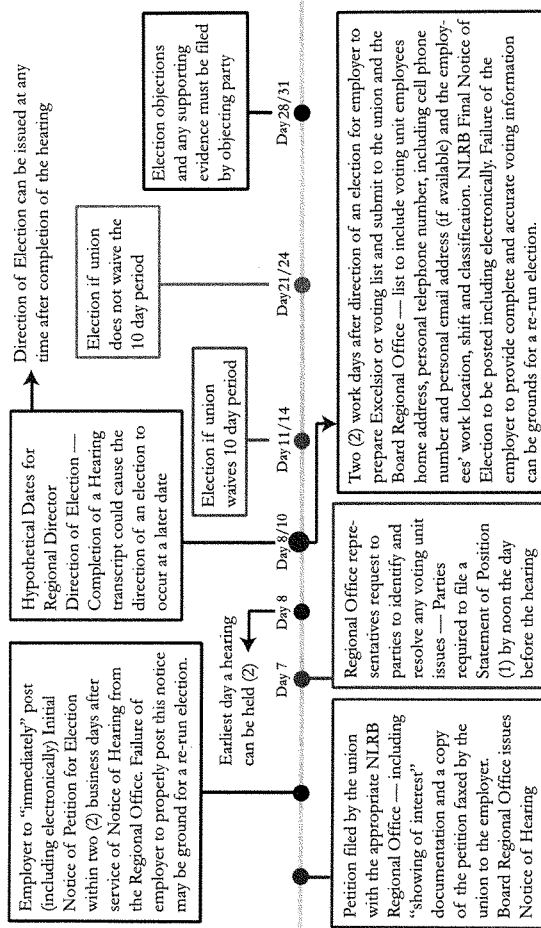 Employer to “immediately” post
(including electronically) Initial
Notice of Petition for Election
within two (2) business days after
service of Notice of Hearing from
the Regional Office. Failure of
employer to properly post this notice
may be ground for a re-run election.
Earliest day a hearing
can be held (2)
Hypothetical Dates for
Regional Director
Direction of Election —
Completion of a Hearing
transcript could cause the
direction of an election to
occur at a later date
Direction of Election can be issued at any
time after completion of the hearing
Election if union
waives 10 day period
Election if union
does not waive the
10 day period
Election objections
and any supporting
evidence must be filed
by objecting party
Day 7
Day 8
Day 8/10
Day 11/14
Day 21/24
Day 28/31
Petition filed by the union
with the appropriate NLRB
Regional Office — including
“showing of interest”
documentation and a copy
of the petition faxed by the
union to the employer.
Board Regional Office issues
Notice of Hearing
Regional Office repre-
sentatives request to
parties to identify and
resolve any voting unit
issues — Parties
required to file a
Statement of Position
(1) by noon the day
before the hearing
Two (2) work days after direction of an election for employer to
prepare Excelsior or voting list and submit to the union and the
Board Regional Office — list to include voting unit employees
home address, personal telephone number, including cell phone
number and personal email address (if available) and the employ-
ees’ work location, shift and classification. NLRB Final Notice of
Election to be posted including electronically. Failure of the
employer to provide complete and accurate voting information
can be grounds for a re-run election.